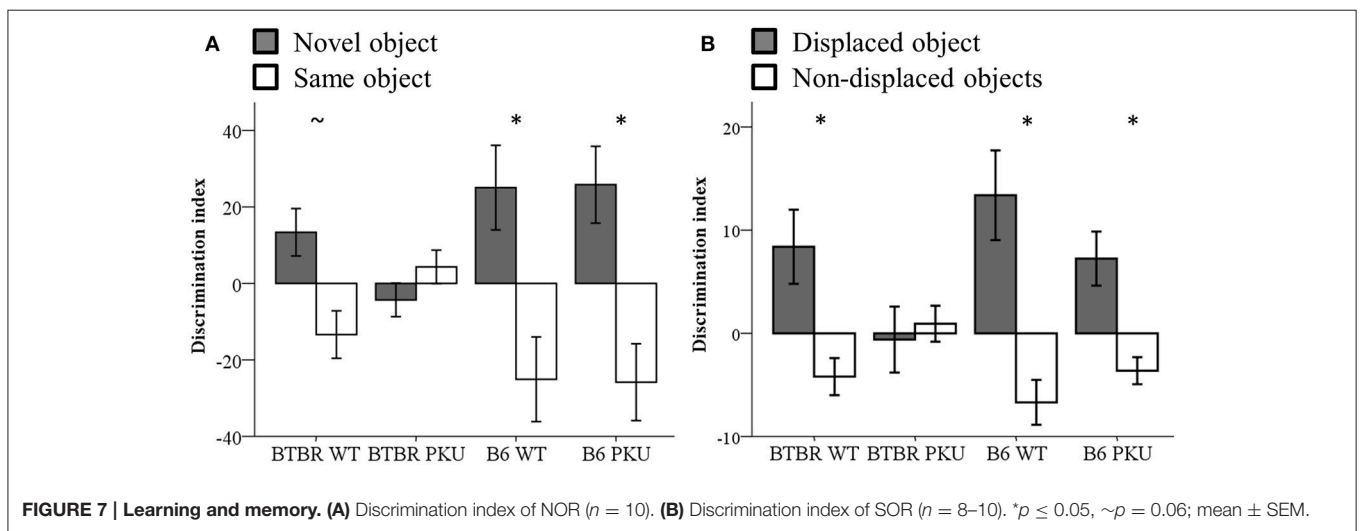 A
Novel object
Same object
Discrimination index
40
20
0
-20
-40
~
*
*
BTBR WT
BTBR PKU
B6 WT
B6 PKU
B
Displaced object
Non-displaced objects
Discrimination index
20
10
0
-10
*
*
*
BTBR WT
BTBR PKU
B6 WT
B6 PKU
FIGURE 7 | Learning and memory. (A) Discrimination index of NOR (n = 10). (B) Discrimination index of SOR (n = 8–10). *p ≤ 0.05, ~p = 0.06; mean ± SEM.